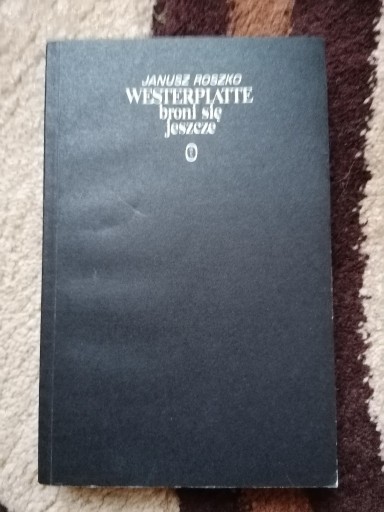 JANUSZ ROSZKO
WESTERPLATTE
broni się
jeszcze